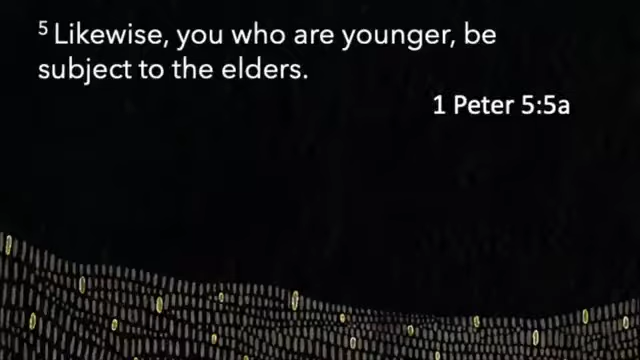 ⁵ Likewise, you who are younger, be
subject to the elders.
1 Peter 5:5a